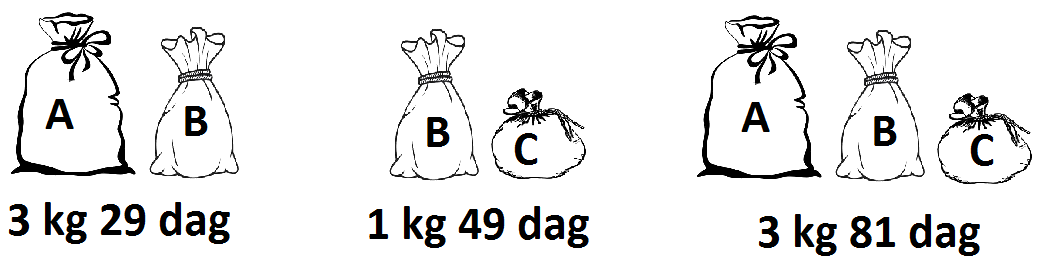 A B
3 kg 29 dag
B C
1 kg 49 dag
A B C
3 kg 81 dag